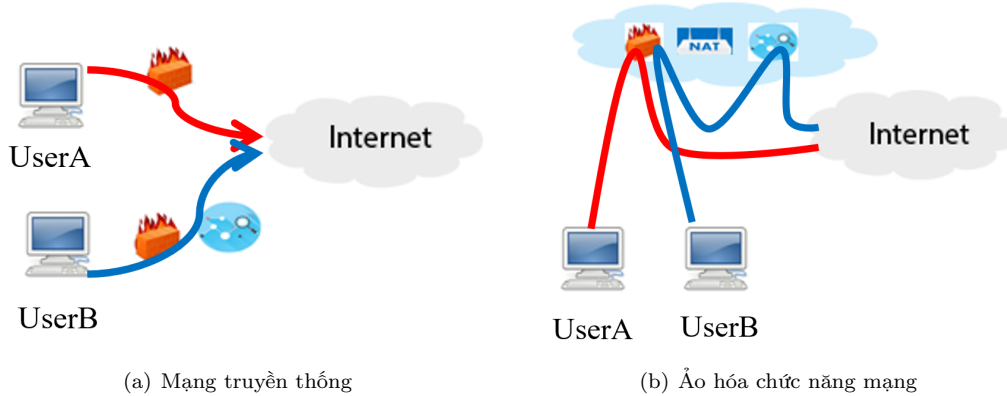 UserA
Internet
UserB
(a) Mạng truyền thống
NAT
Internet
UserA
UserB
(b) Ảo hóa chức năng mạng